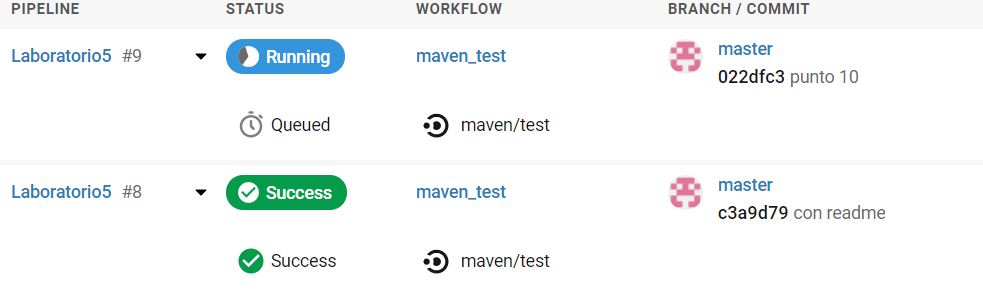 PIPELINE STATUS WORKFLOW BRANCH / COMMIT
Laboratorio5 #9 Running maven_test master
022dfc3 punto 10
Queued maven/test
Laboratorio5 #8 Success maven_test master
c3a9d79 con readme
Success maven/test